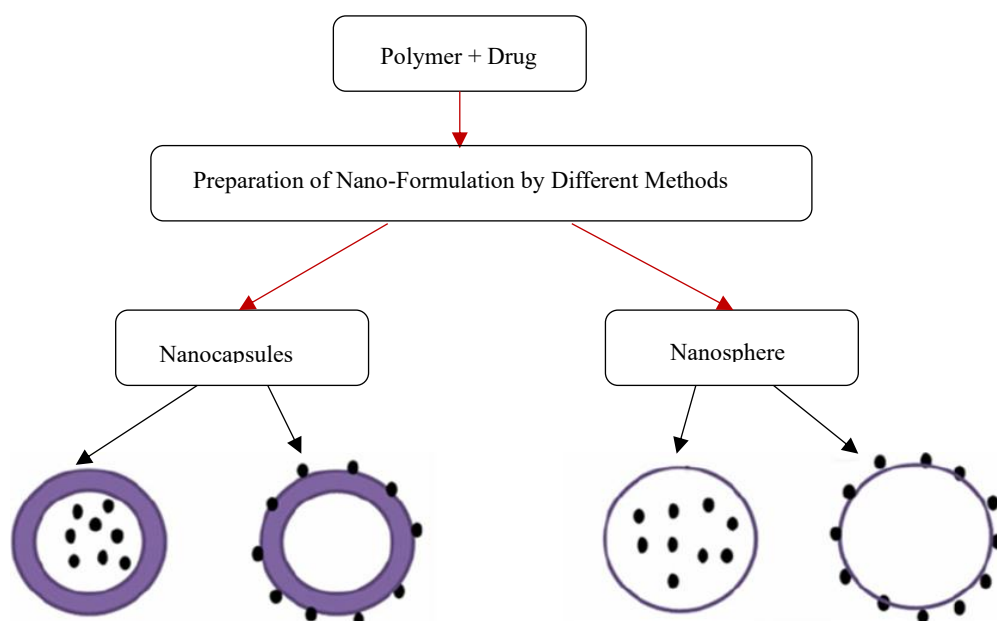 Polymer + Drug
Preparation of Nano-Formulation by Different Methods
Nanocapsules
Nanosphere